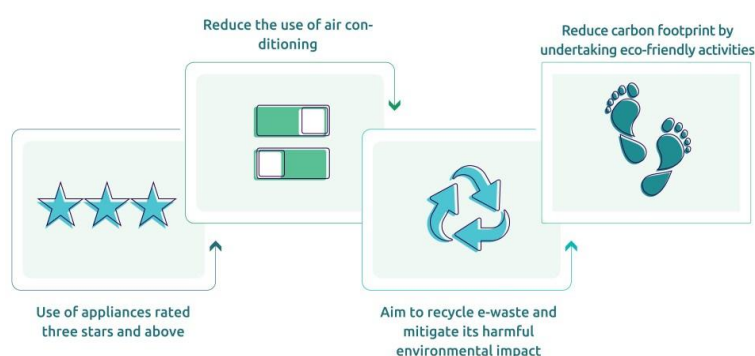 Reduce the use of air con-
ditioning
Reduce carbon footprint by
undertaking eco-friendly activities
Use of appliances rated
three stars and above
Aim to recycle e-waste and
mitigate its harmful
environmental impact